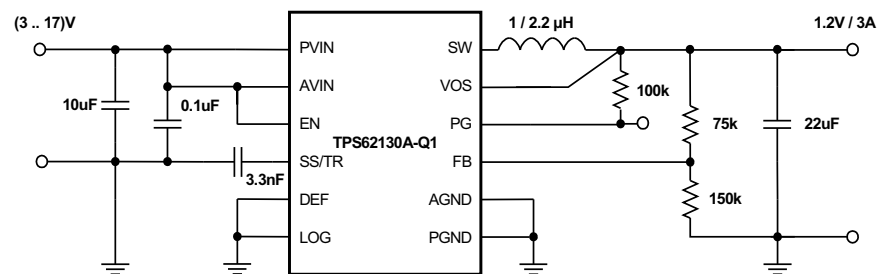 (3 .. 17)V
1 / 2.2 µH
1.2V / 3A
PVIN
SW
AVIN
VOS
10uF
0.1uF
100k
EN
PG
75k
22uF
TPS62130A-Q1
SS/TR
FB
3.3nF
DEF
AGND
150k
LOG
PGND